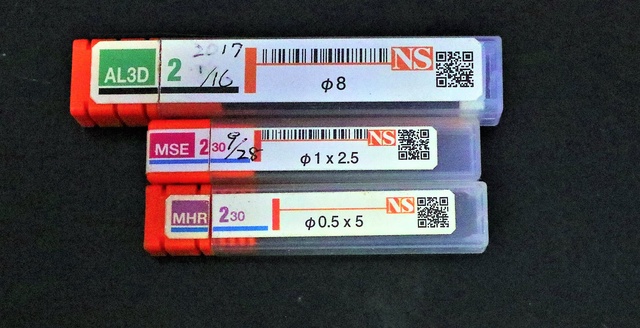 AL3D 2 2017 1/16 NS
φ8
MSE 230 9/28 NS
φ1 x 2.5
MHR 230 NS
φ0.5 x 5